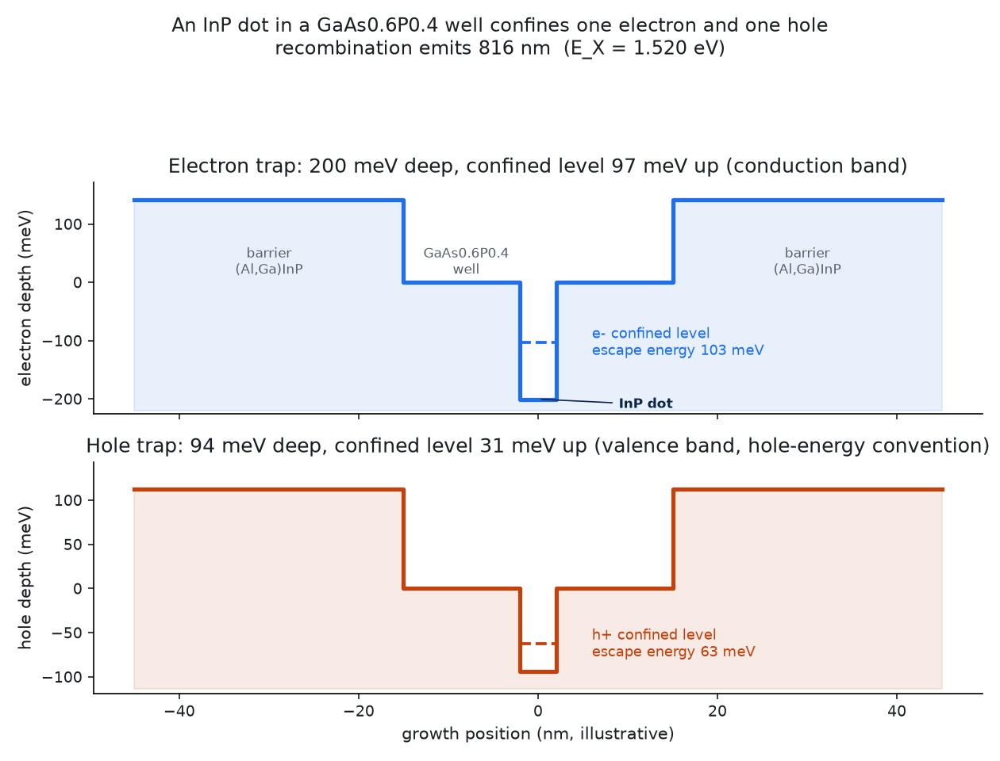 An InP dot in a GaAs0.6P0.4 well confines one electron and one hole
recombination emits 816 nm  (E_X = 1.520 eV)
Electron trap: 200 meV deep, confined level 97 meV up (conduction band)
electron depth (meV)
100
0
−100
−200
barrier
(Al,Ga)InP
GaAs0.6P0.4
well
barrier
(Al,Ga)InP
e- confined level
escape energy 103 meV
InP dot
Hole trap: 94 meV deep, confined level 31 meV up (valence band, hole-energy convention)
hole depth (meV)
100
50
0
−50
−100
h+ confined level
escape energy 63 meV
−40
−20
0
20
40
growth position (nm, illustrative)